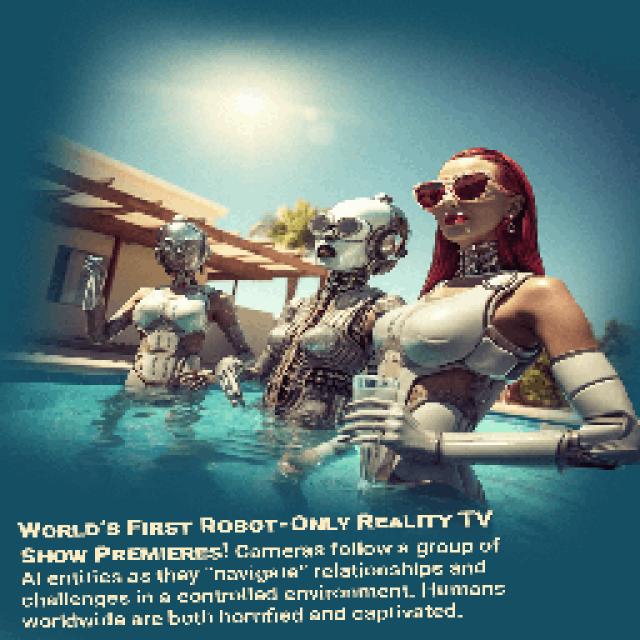 World's First Robot-Only Reality TV
Show Premieres! Cameras follow a group of
AI entities as they "navigate" relationships and
challenges in a controlled environment. Humans
worldwide are both horrified and captivated.